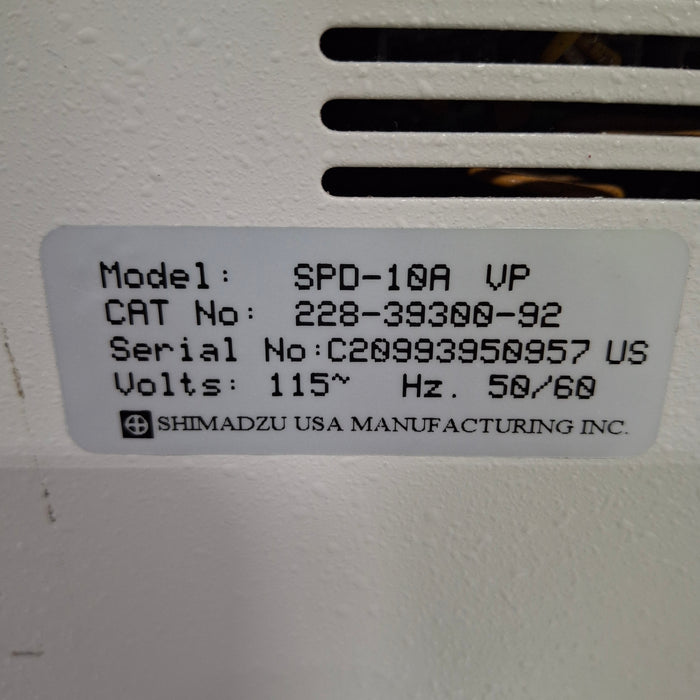 Model: SPD-10A VP
CAT No: 228-39300-92
Serial No:C20993950957 US
Volts: 115~ Hz. 50/60
SHIMADZU USA MANUFACTURING INC.